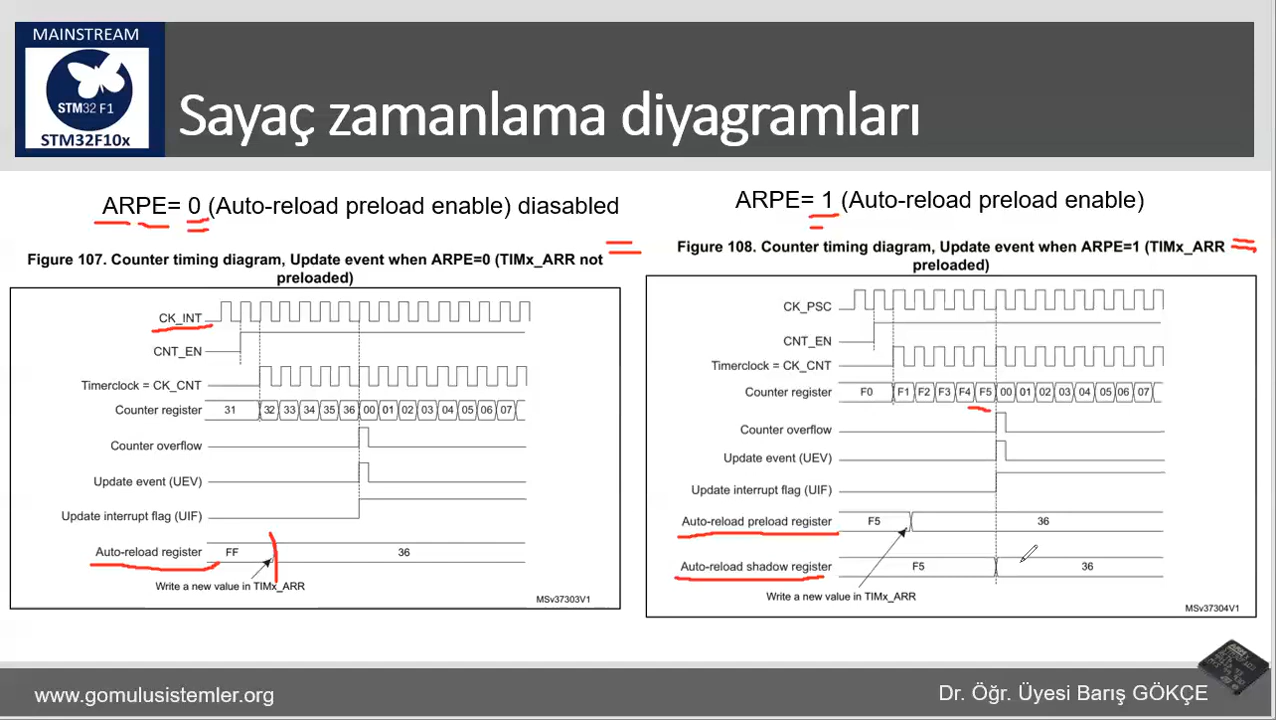 MAINSTREAM
STM32 F1
STM32F10x
Sayaç zamanlama diyagramları
ARPE= 0 (Auto-reload preload enable) diasabled
Figure 107. Counter timing diagram, Update event when ARPE=0 (TIMx_ARR not
preloaded)
CK_INT
CNT_EN
Timerclock = CK_CNT
Counter register 31 32 33 34 35 36 00 01 02 03 04 05 06 07
Counter overflow
Update event (UEV)
Update interrupt flag (UIF)
Auto-reload register FF 36
Write a new value in TIMx_ARR
MSv37303V1
ARPE= 1 (Auto-reload preload enable)
Figure 108. Counter timing diagram, Update event when ARPE=1 (TIMx_ARR
preloaded)
CK_PSC
CNT_EN
Timerclock = CK_CNT
Counter register F0 F1 F2 F3 F4 F5 00 01 02 03 04 05 06 07
Counter overflow
Update event (UEV)
Update interrupt flag (UIF)
Auto-reload preload register F5 36
Auto-reload shadow register F5 36
Write a new value in TIMx_ARR
MSv37304V1
www.gomulusistemler.org
Dr. Öğr. Üyesi Barış GÖKÇE